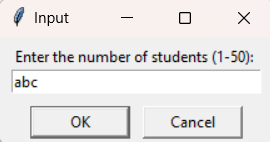 Input
Enter the number of students (1-50):
abc
OK Cancel